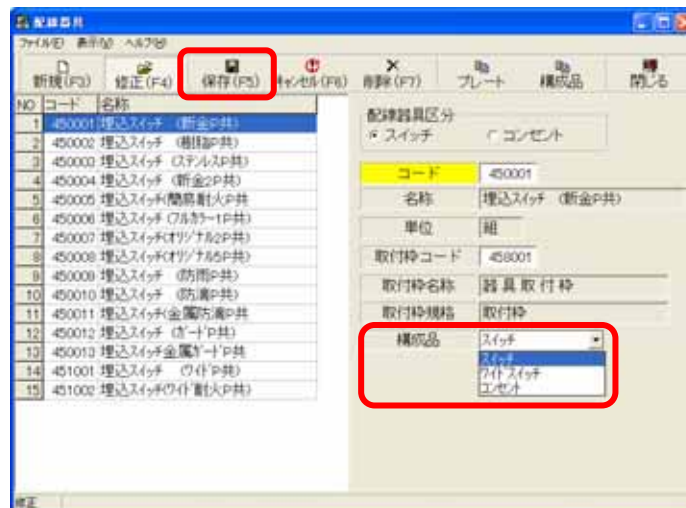 配線器具
ファイル(E) 表示(V) ヘルプ(H)
新規(F3) 修正(F4) 保存(F5) キャンセル(F6) 削除(F7) プレート 構成品 閉じる
NO コード 名称
1 450001 埋込スイッチ (新金P共)
2 450002 埋込スイッチ (樹脂P共)
3 450003 埋込スイッチ (ステンレスP共)
4 450004 埋込スイッチ (新金2P共)
5 450005 埋込スイッチ(簡易耐火P共
6 450006 埋込スイッチ (フルカラー1P共)
7 450007 埋込スイッチ(オリジナル2P共)
8 450008 埋込スイッチ(オリジナル5P共)
9 450009 埋込スイッチ (防雨P共)
10 450010 埋込スイッチ (防滴P共)
11 450011 埋込スイッチ(金属防滴P共
12 450012 埋込スイッチ (ガードP共)
13 450013 埋込スイッチ金属ガードP共
14 451001 埋込スイッチ (ワイドP共)
15 451002 埋込スイッチ(ワイド耐火P共)
配線器具区分
スイッチ コンセント
コード 450001
名称 埋込スイッチ (新金P共)
単位 組
取付枠コード 458001
取付枠名称 器具取付枠
取付枠規格 取付枠
構成品 スイッチ
スイッチ
ワイドスイッチ
コンセント
修正